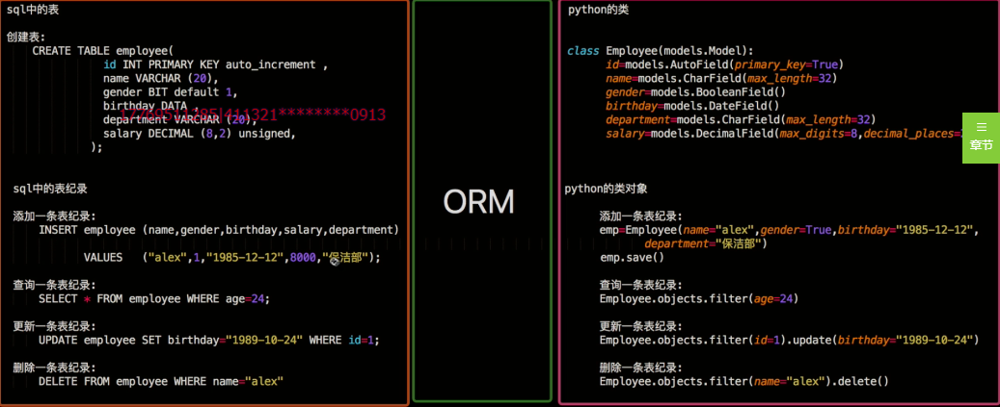 sql中的表
创建表:
CREATE TABLE employee(
id INT PRIMARY KEY auto_increment ,
name VARCHAR (20),
gender BIT default 1,
birthday DATA ,
department VARCHAR (20),
salary DECIMAL (8,2) unsigned,
);
sql中的表纪录
添加一条表纪录:
INSERT employee (name,gender,birthday,salary,department)
VALUES ("alex",1,"1985-12-12",8000,"保洁部");
查询一条表纪录:
SELECT * FROM employee WHERE age=24;
更新一条表纪录:
UPDATE employee SET birthday="1989-10-24" WHERE id=1;
删除一条表纪录:
DELETE FROM employee WHERE name="alex"
ORM
python的类
class Employee(models.Model):
id=models.AutoField(primary_key=True)
name=models.CharField(max_length=32)
gender=models.BooleanField()
birthday=models.DateField()
department=models.CharField(max_length=32)
salary=models.DecimalField(max_digits=8,decimal_places=
python的类对象
添加一条表纪录:
emp=Employee(name="alex",gender=True,birthday="1985-12-12",
department="保洁部")
emp.save()
查询一条表纪录:
Employee.objects.filter(age=24)
更新一条表纪录:
Employee.objects.filter(id=1).update(birthday="1989-10-24")
删除一条表纪录:
Employee.objects.filter(name="alex").delete()
章节